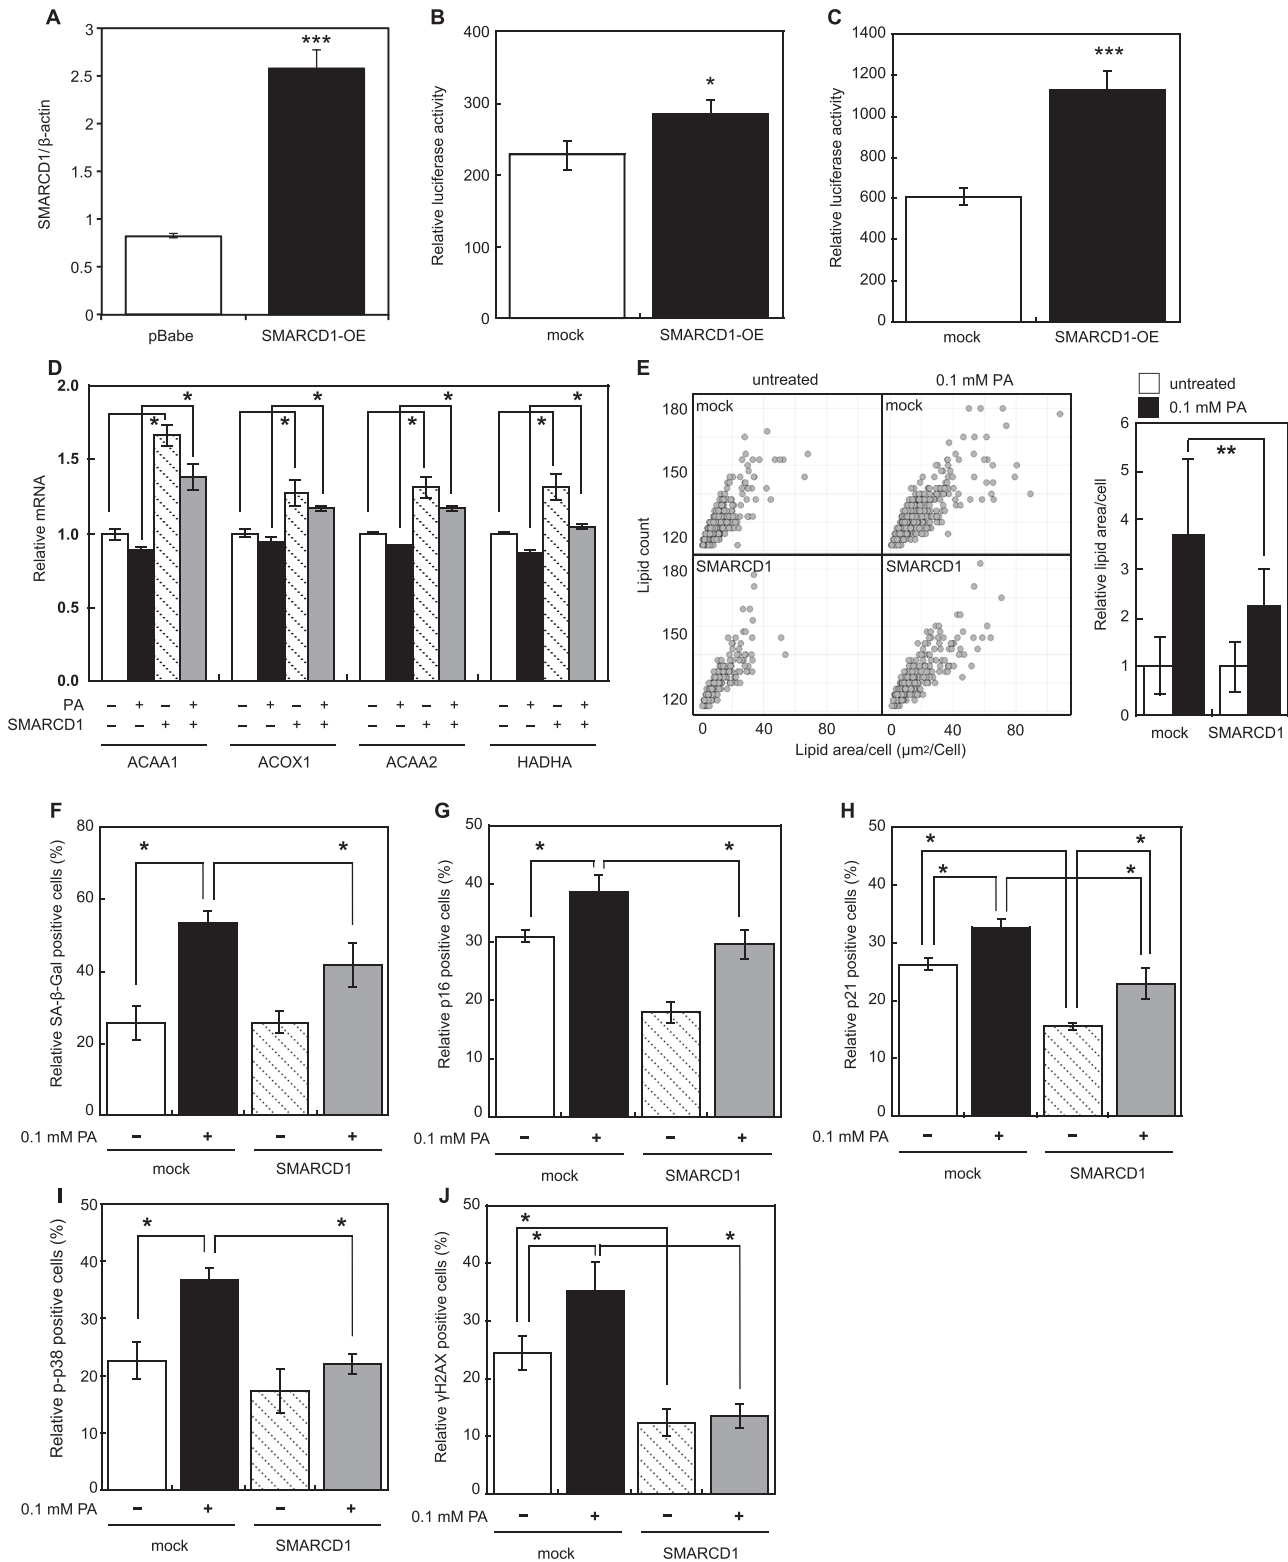 A
SMARCD1/β-actin
3
2.5
2
1.5
1
0.5
0
***
pBabe
SMARCD1-OE
B
Relative luciferase activity
400
300
200
100
0
*
mock
SMARCD1-OE
C
Relative luciferase activity
1400
1200
1000
800
600
400
200
0
***
mock
SMARCD1-OE
D
Relative mRNA
2.0
1.5
1.0
0.5
0.0
* * * * * * * *
PA – + – + – + – + – + – + – + – +
SMARCD1 – – + + – – + + – – + + – – + +
ACAA1 ACOX1 ACAA2 HADHA
E
untreated 0.1 mM PA
Lipid count
mock mock
180
150
120
SMARCD1 SMARCD1
180
150
120
0 40 80 0 40 80
Lipid area/cell (µm2/Cell)
untreated
0.1 mM PA
Relative lipid area/cell
6
5
4
3
2
1
0
**
mock SMARCD1
F
Relative SA-β-Gal positive cells (%)
80
60
40
20
0
* *
0.1 mM PA – + – +
mock SMARCD1
G
Relative p16 positive cells (%)
50
40
30
20
10
0
* *
0.1 mM PA – + – +
mock SMARCD1
H
Relative p21 positive cells (%)
50
40
30
20
10
0
* *
* *
0.1 mM PA – + – +
mock SMARCD1
I
Relative p-p38 positive cells (%)
50
40
30
20
10
0
* *
0.1 mM PA – + – +
mock SMARCD1
J
Relative γH2AX positive cells (%)
50
40
30
20
10
0
*
* *
0.1 mM PA – + – +
mock SMARCD1